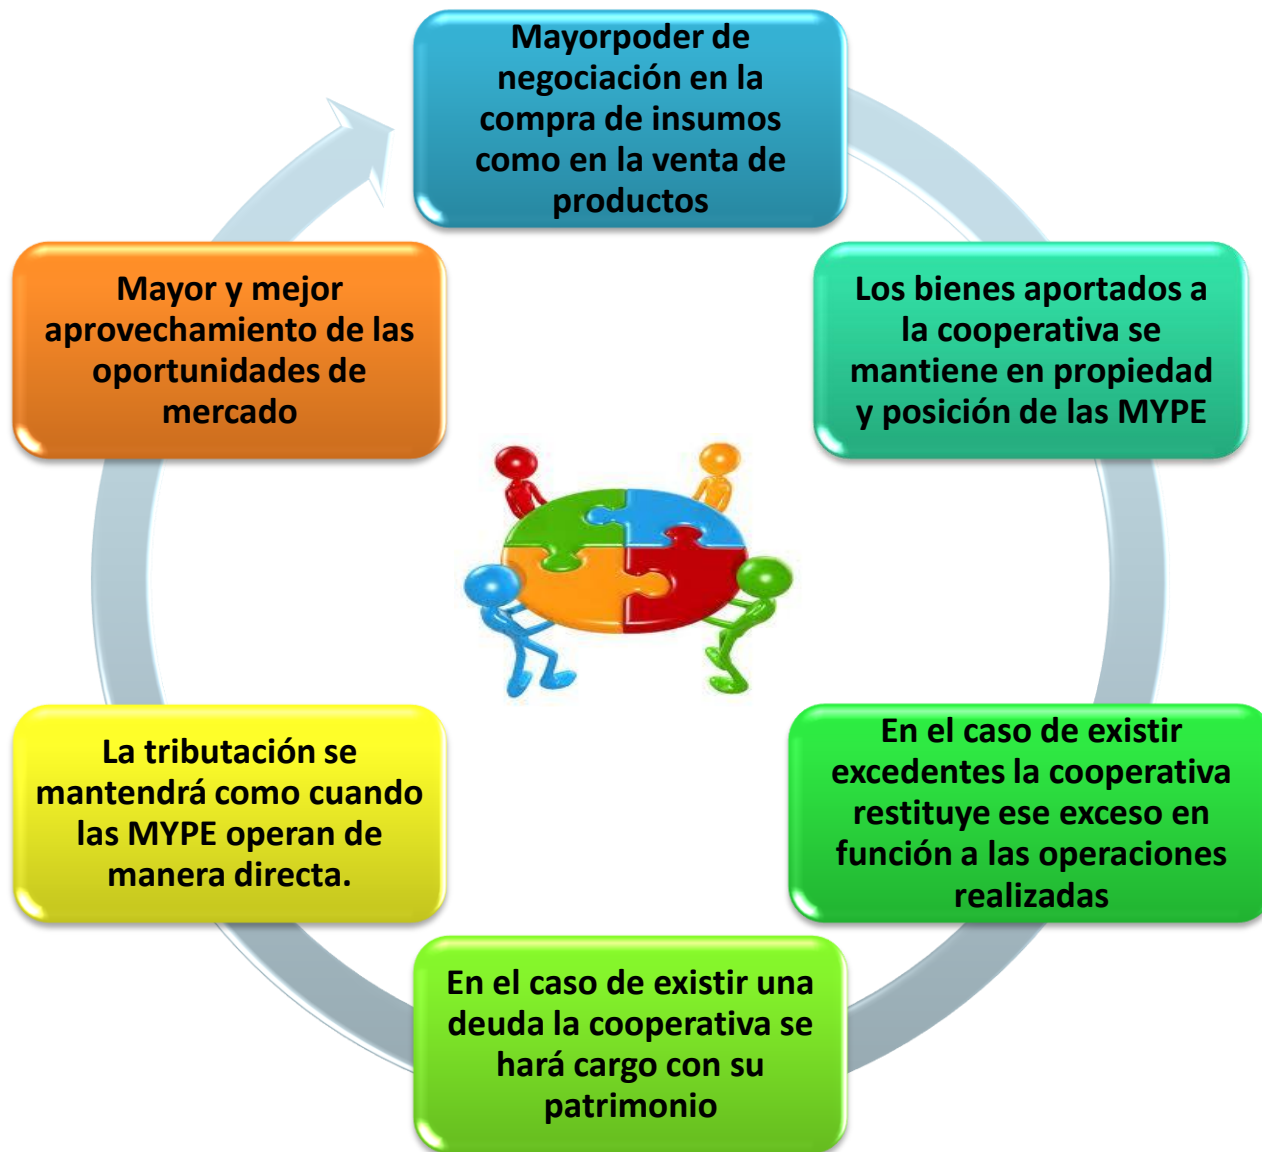 Mayorpoder de
negociación en la
compra de insumos
como en la venta de
productos
Los bienes aportados a
la cooperativa se
mantiene en propiedad
y posición de las MYPE
En el caso de existir
excedentes la cooperativa
restituye ese exceso en
función a las operaciones
realizadas
En el caso de existir una
deuda la cooperativa se
hará cargo con su
patrimonio
La tributación se
mantendrá como cuando
las MYPE operan de
manera directa.
Mayor y mejor
aprovechamiento de las
oportunidades de
mercado